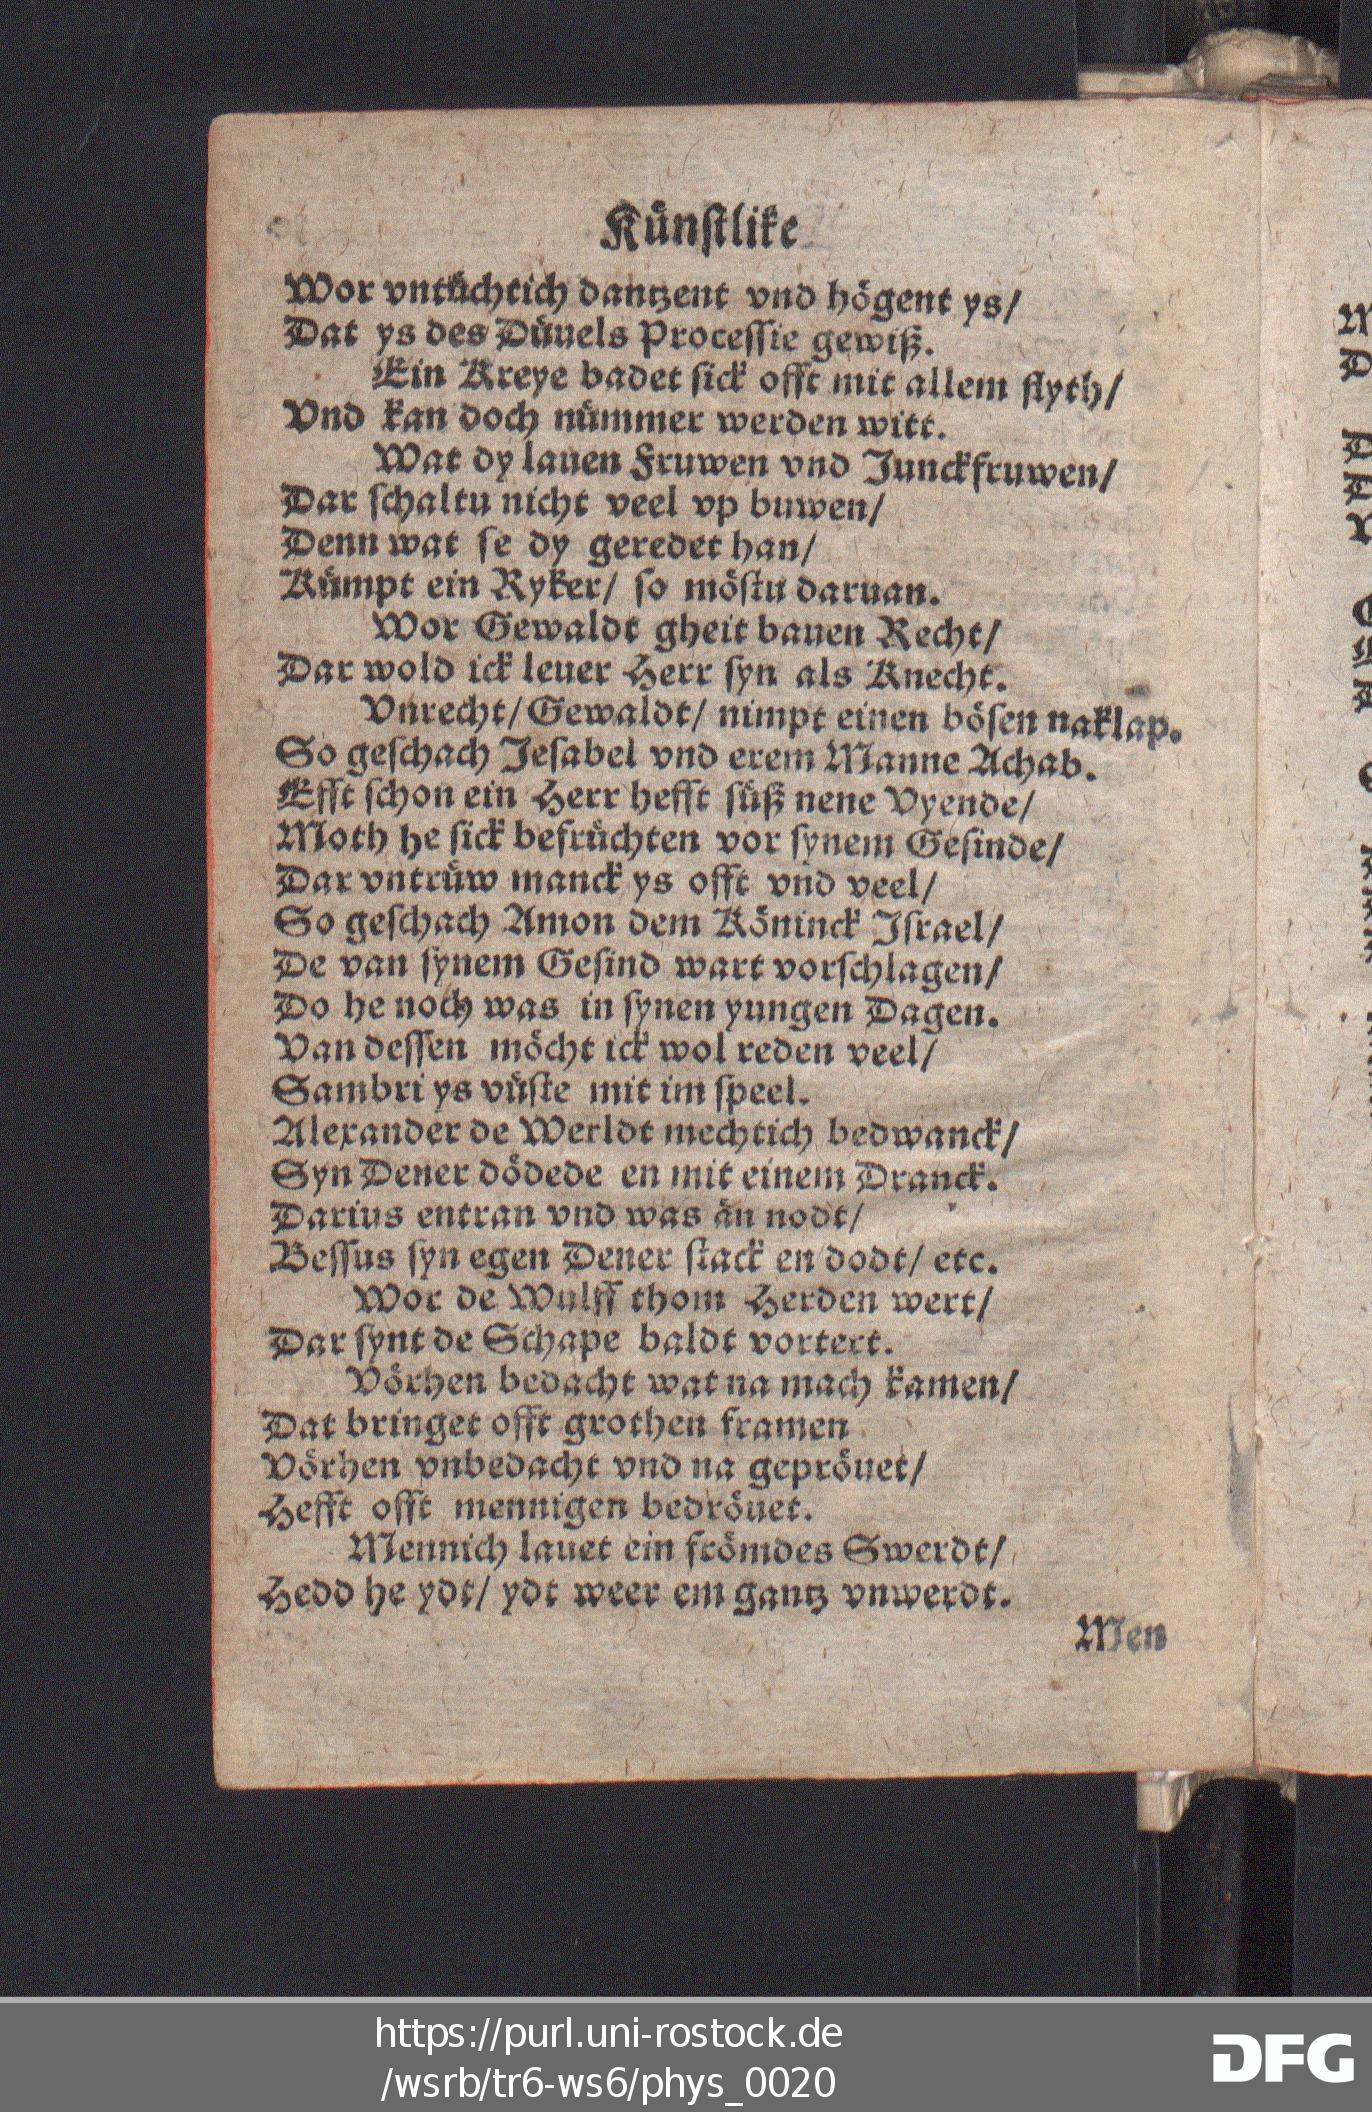 Künstlike
Wor vntüchtich dantzent vnd högent ys/
Dat ys des Düuels Processie gewiß.
Ein Kreye badet sick offt mit allem flyth/
Vnd kan doch nümmer werden witt.
Wat dy lauen Fruwen vnd Junckfruwen/
Dar schaltu nicht veel vp buwen/
Denn wat se dy geredet han/
Kümpt ein Ryker/ so möstu daruan.
Wor Gewaldt gheit bauen Recht/
Dar wold ick leuer Herr syn als Knecht.
Vnrecht/ Gewaldt/ nimpt einen bösen naklap.
So geschach Jesabel vnd erem Manne Achab.
Efft schon ein Herr hefft süß nene Vyende/
Moth he sick befrüchten vor synem Gesinde/
Dar vntrüw manck ys offt vnd veel/
So geschach Amon dem Köninck Israel/
De van synem Gesind wart vorschlagen/
Do he noch was in synen yungen Dagen.
Van dessen möcht ick wol reden veel/
Sambri ys vüste mit im speel.
Alexander de Werldt mechtich bedwanck/
Syn Dener dödede en mit einem Dranck.
Darius entran vnd was än nodt/
Bessus syn egen Dener stack en dodt/ etc.
Wor de Wulff thom Herden wert/
Dar synt de Schape baldt vortert.
Vörhen bedacht wat na mach kamen/
Dat bringet offt grothen framen
Vörhen vnbedacht vnd na gepröuet/
Hefft offt mennigen bedröuet.
Mennich lauet ein frömdes Swerdt/
Hedd he ydt/ ydt weer em gantz vnwerdt.
Men
https://purl.uni-rostock.de
/wsrb/tr6-ws6/phys_0020
DFG